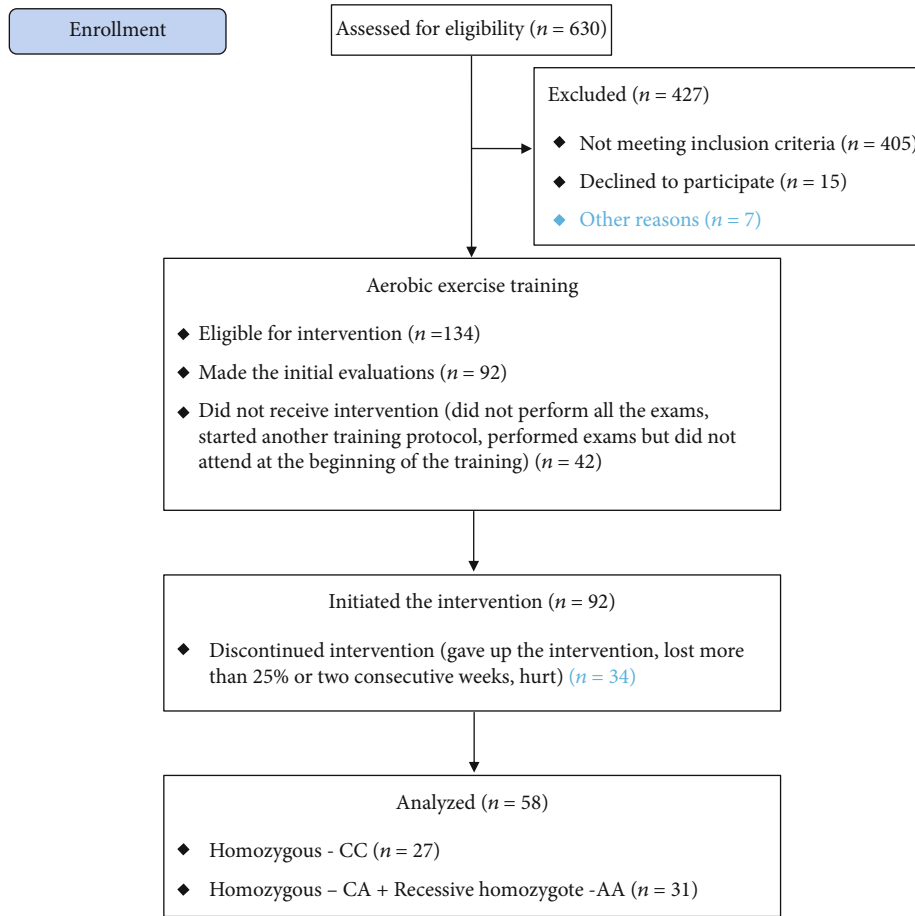 Enrollment
Assessed for eligibility (n = 630)
Excluded (n = 427)
◆ Not meeting inclusion criteria (n = 405)
◆ Declined to participate (n = 15)
◆ Other reasons (n = 7)
Aerobic exercise training
◆ Eligible for intervention (n =134)
◆ Made the initial evaluations (n = 92)
◆ Did not receive intervention (did not perform all the exams,
started another training protocol, performed exams but did not
attend at the beginning of the training) (n = 42)
Initiated the intervention (n = 92)
◆ Discontinued intervention (gave up the intervention, lost more
than 25% or two consecutive weeks, hurt) (n = 34)
Analyzed (n = 58)
◆ Homozygous - CC (n = 27)
◆ Homozygous – CA + Recessive homozygote -AA (n = 31)